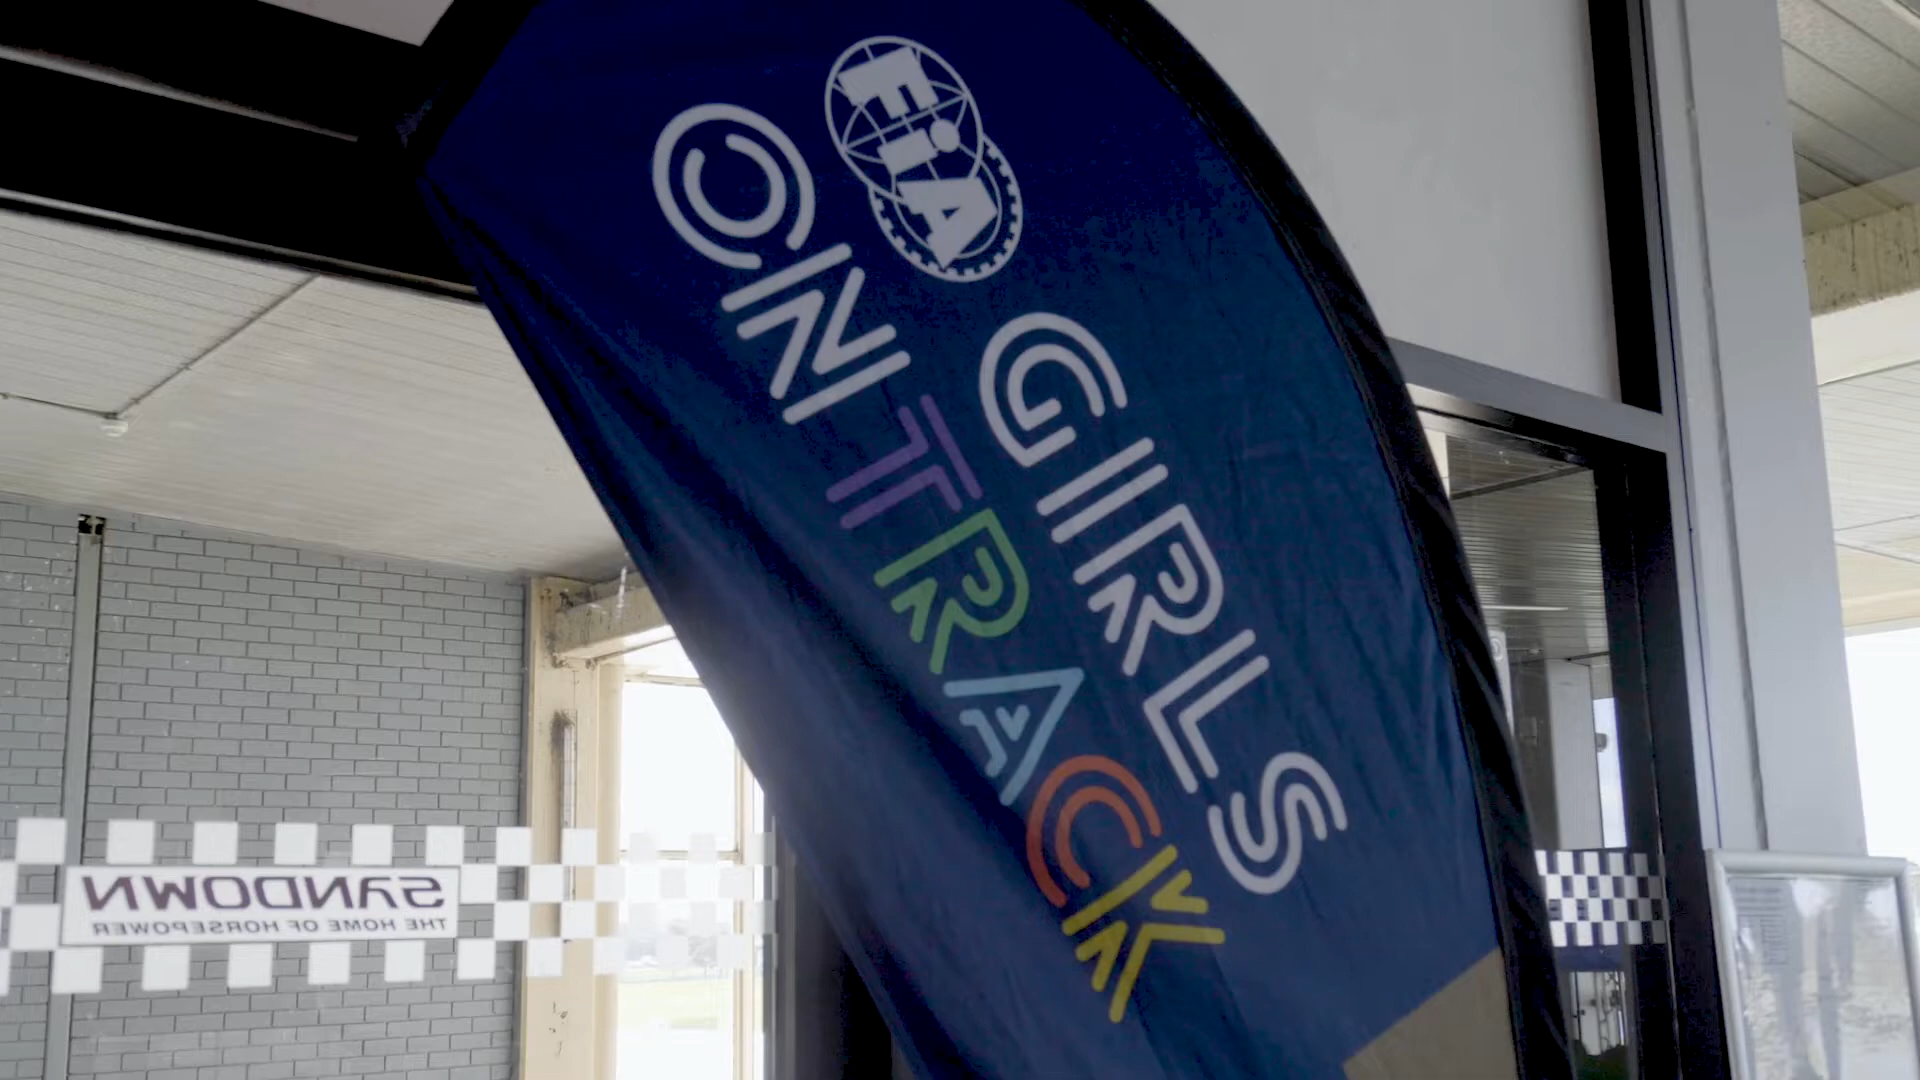 FIA
GIRLS
ON TRACK
SANDOWN
THE HOME OF HORSEPOWER